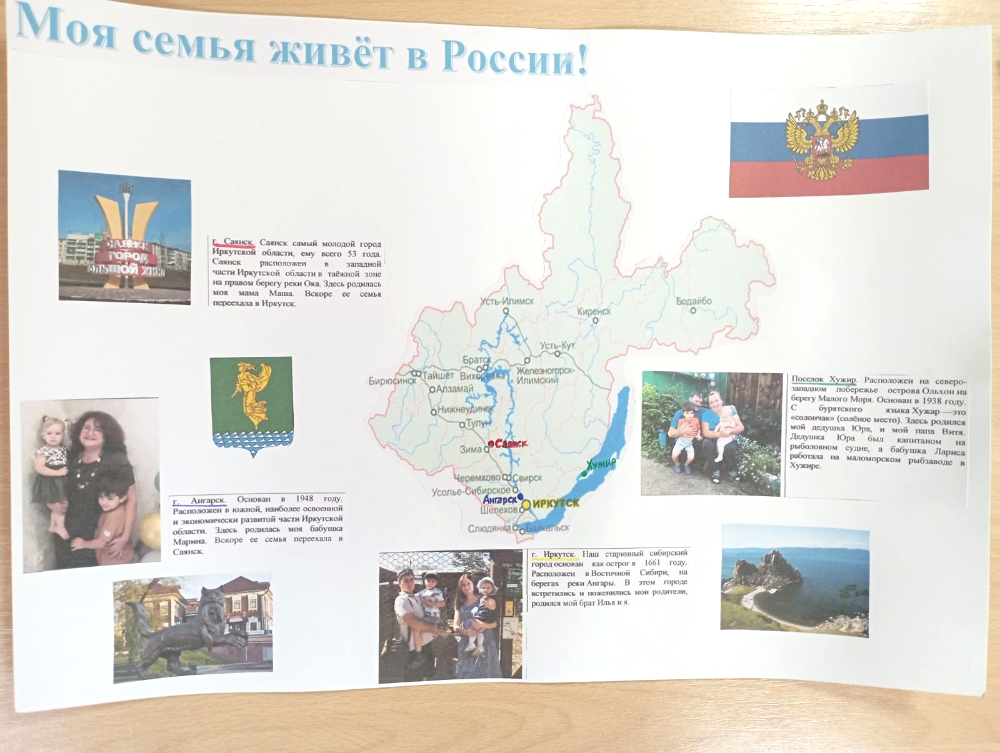 Моя семья живёт в России!
САЯНСК
ГОРОД
ОЛЬШОЙ ХИМИ
г. Саянск. Саянск самый молодой город
Иркутской области, ему всего 53 года.
Саянск расположен в западной
части Иркутской области в таёжной зоне
на правом берегу реки Ока. Здесь родилась
моя мама Маша. Вскоре ее семья
переехала в Иркутск.
Усть-Илимск
Киренск
Бодайбо
Усть-Кут
Братск
Железногорск-
Илимский
Вихоревка
Тайшет
Бирюсинск
Алзамай
Нижнеудинск
Тулун
Саянск
Зима
Хужир
Черемхово
Свирск
Усолье-Сибирское
Ангарск
ИРКУТСК
Шелехов
Слюдянка
Байкальск
Поселок Хужир. Расположен на северо-
западном побережье острова Ольхон на
берегу Малого Моря. Основан в 1938 году.
С бурятского языка Хужар —это
«солончак» (солёное место). Здесь родился
мой дедушка Юра, и мой папа Витя.
Дедушка Юра был капитаном на
рыболовном судне, а бабушка Лариса
работала на маломорском рыбзаводе в
Хужире.
г. Ангарск. Основан в 1948 году.
Расположен в южной, наиболее освоенной
и экономически развитой части Иркутской
области. Здесь родилась моя бабушка
Марина. Вскоре ее семья переехала в
Саянск.
г. Иркутск. Наш старинный сибирский
город основан как острог в 1661 году.
Расположен в Восточной Сибири, на
берегах реки Ангары. В этом городе
встретились и поженились мои родители,
родился мой брат Илья и я.